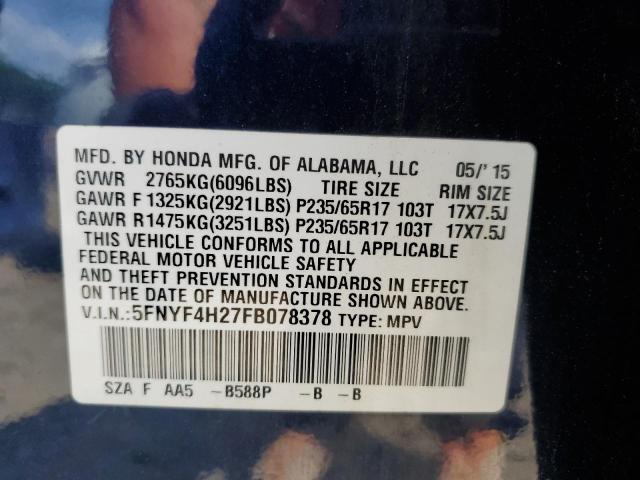 MFD. BY HONDA MFG. OF ALABAMA, LLC 05/'15
GVWR 2765KG(6096LBS) TIRE SIZE RIM SIZE
GAWR F 1325KG(2921LBS) P235/65R17 103T 17X7.5J
GAWR R1475KG(3251LBS) P235/65R17 103T 17X7.5J
THIS VEHICLE CONFORMS TO ALL APPLICABLE
FEDERAL MOTOR VEHICLE SAFETY
AND THEFT PREVENTION STANDARDS IN EFFECT
ON THE DATE OF MANUFACTURE SHOWN ABOVE.
V.I.N.:5FNYF4H27FB078378 TYPE: MPV
SZA F AA5 -B588P -B -B